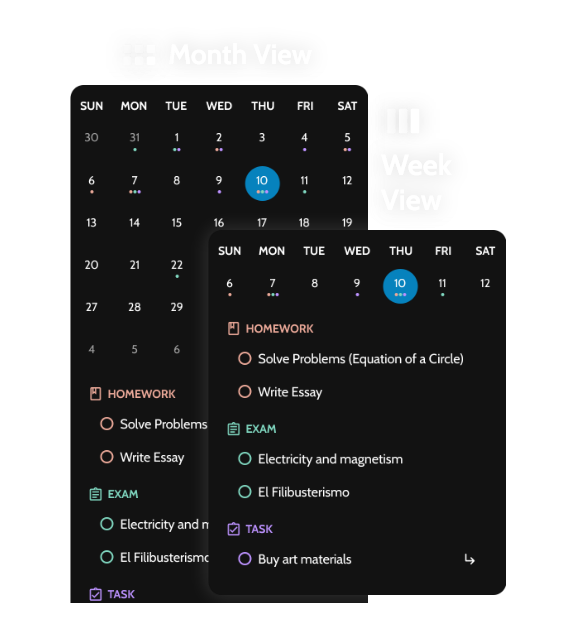 Month View
SUN MON TUE WED THU FRI SAT
30 31 1 2 3 4 5
6 7 8 9 10 11 12
13 14 15 16 17 18 19
20 21 22
27 28 29
4 5 6
HOMEWORK
Solve Problems
Write Essay
EXAM
Electricity and
El Filibusterismo
TASK
Week
View
SUN MON TUE WED THU FRI SAT
6 7 8 9 10 11 12
HOMEWORK
Solve Problems (Equation of a Circle)
Write Essay
EXAM
Electricity and magnetism
El Filibusterismo
TASK
Buy art materials